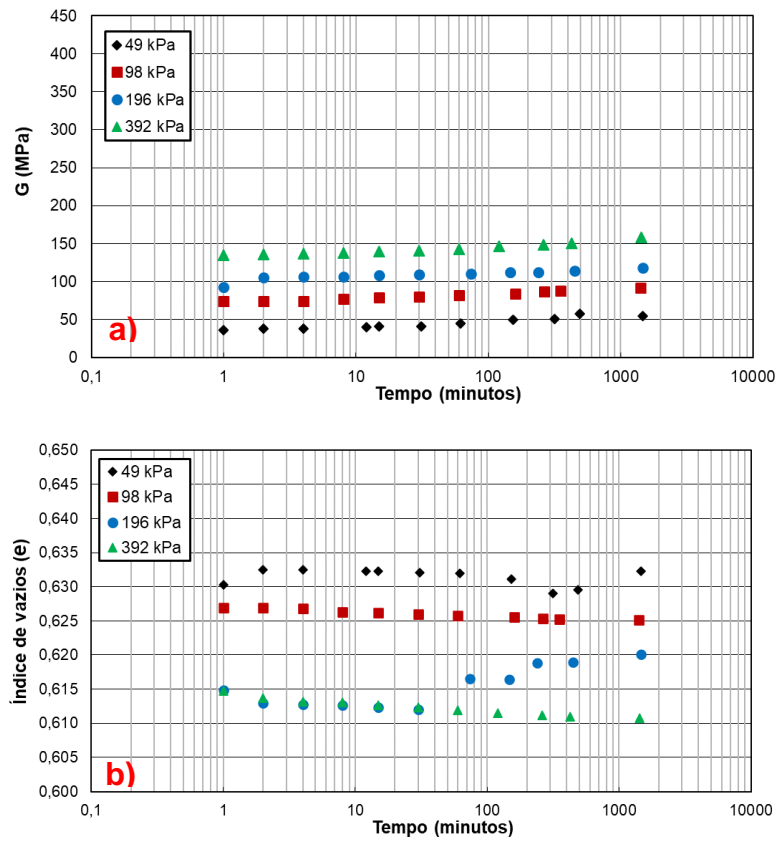 450
400
350
300
250
200
150
100
50
0
G (MPa)
49 kPa
98 kPa
196 kPa
392 kPa
a)
0,1
1
10
100
1000
10000
Tempo (minutos)
0,650
0,645
0,640
0,635
0,630
0,625
0,620
0,615
0,610
0,605
0,600
Índice de vazios (e)
49 kPa
98 kPa
196 kPa
392 kPa
b)
0,1
1
10
100
1000
10000
Tempo (minutos)